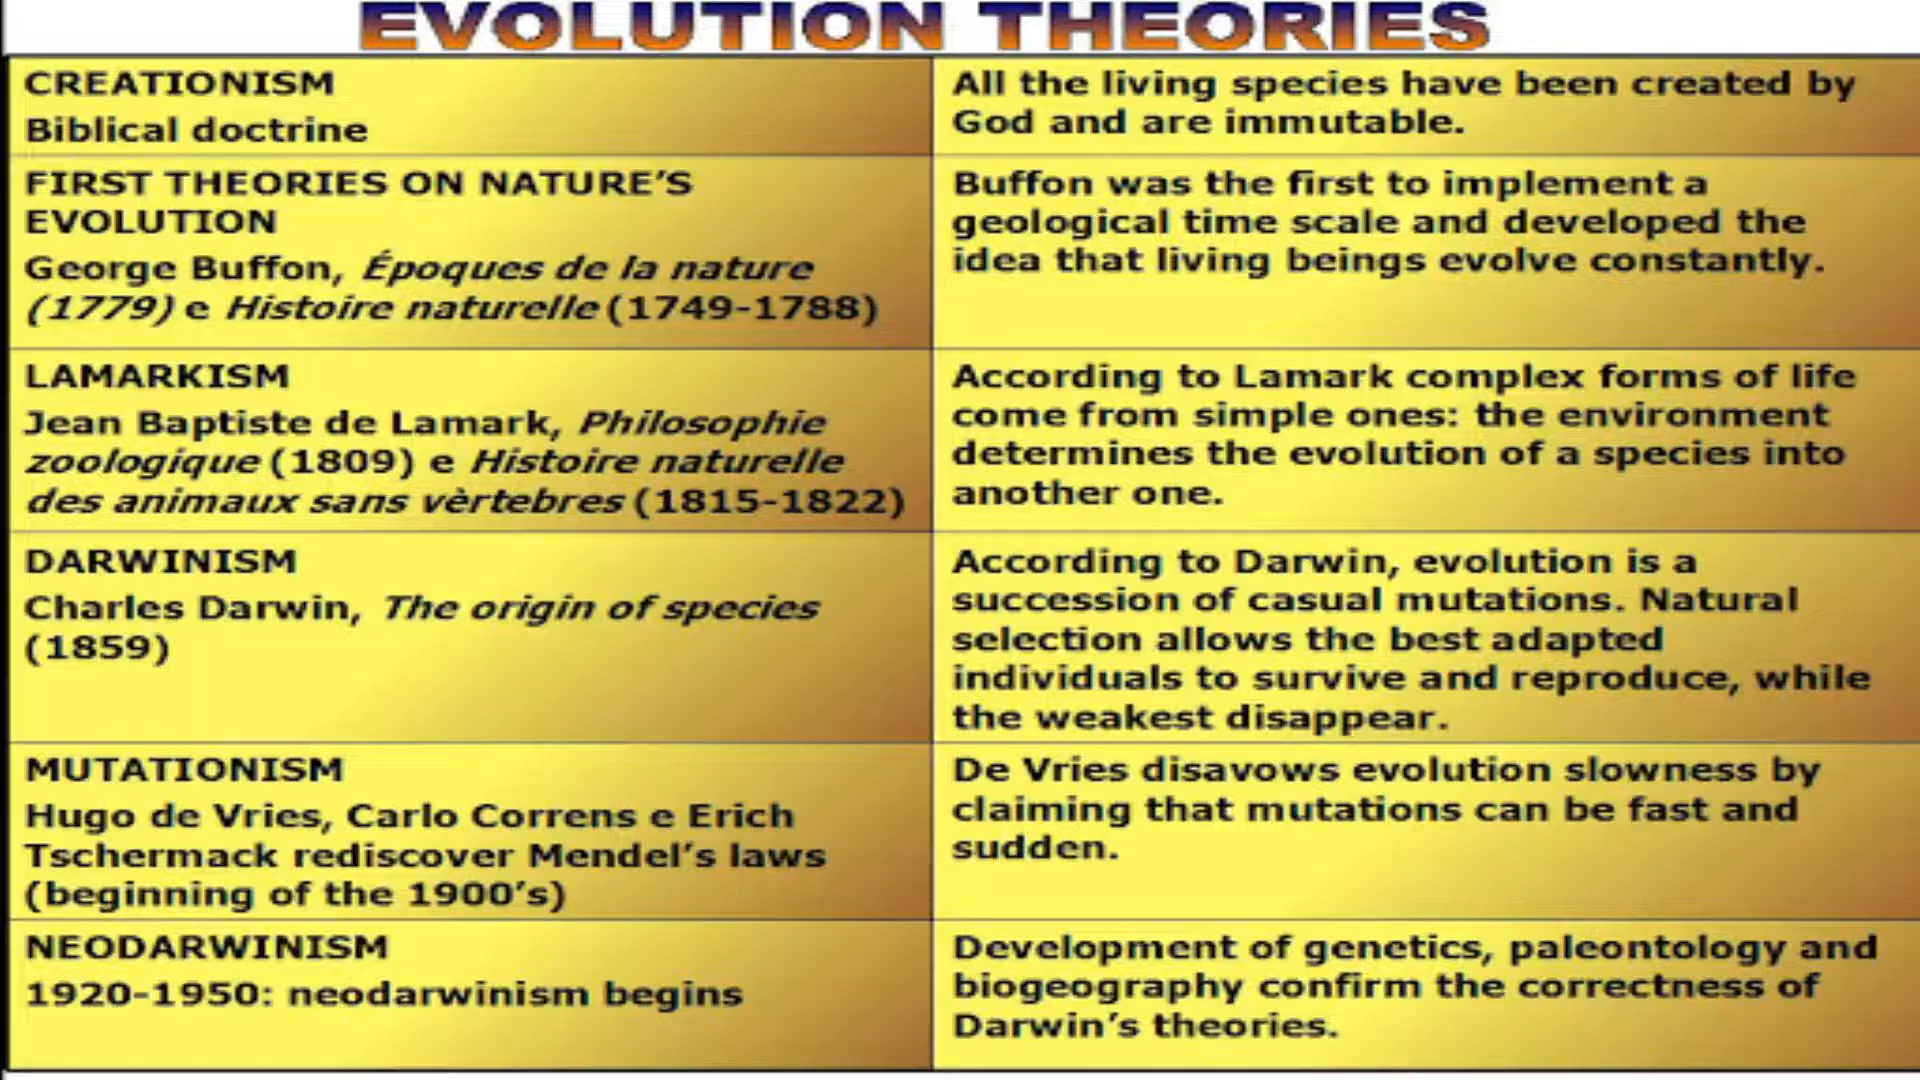 EVOLUTION THEORIES
CREATIONISM
Biblical doctrine
All the living species have been created by
God and are immutable.
FIRST THEORIES ON NATURE’S
EVOLUTION
George Buffon, Époques de la nature
(1779) e Histoire naturelle (1749-1788)
Buffon was the first to implement a
geological time scale and developed the
idea that living beings evolve constantly.
LAMARKISM
Jean Baptiste de Lamark, Philosophie
zoologique (1809) e Histoire naturelle
des animaux sans vèrtebres (1815-1822)
According to Lamark complex forms of life
come from simple ones: the environment
determines the evolution of a species into
another one.
DARWINISM
Charles Darwin, The origin of species
(1859)
According to Darwin, evolution is a
succession of casual mutations. Natural
selection allows the best adapted
individuals to survive and reproduce, while
the weakest disappear.
MUTATIONISM
Hugo de Vries, Carlo Correns e Erich
Tschermack rediscover Mendel’s laws
(beginning of the 1900’s)
De Vries disavows evolution slowness by
claiming that mutations can be fast and
sudden.
NEODARWINISM
1920-1950: neodarwinism begins
Development of genetics, paleontology and
biogeography confirm the correctness of
Darwin’s theories.